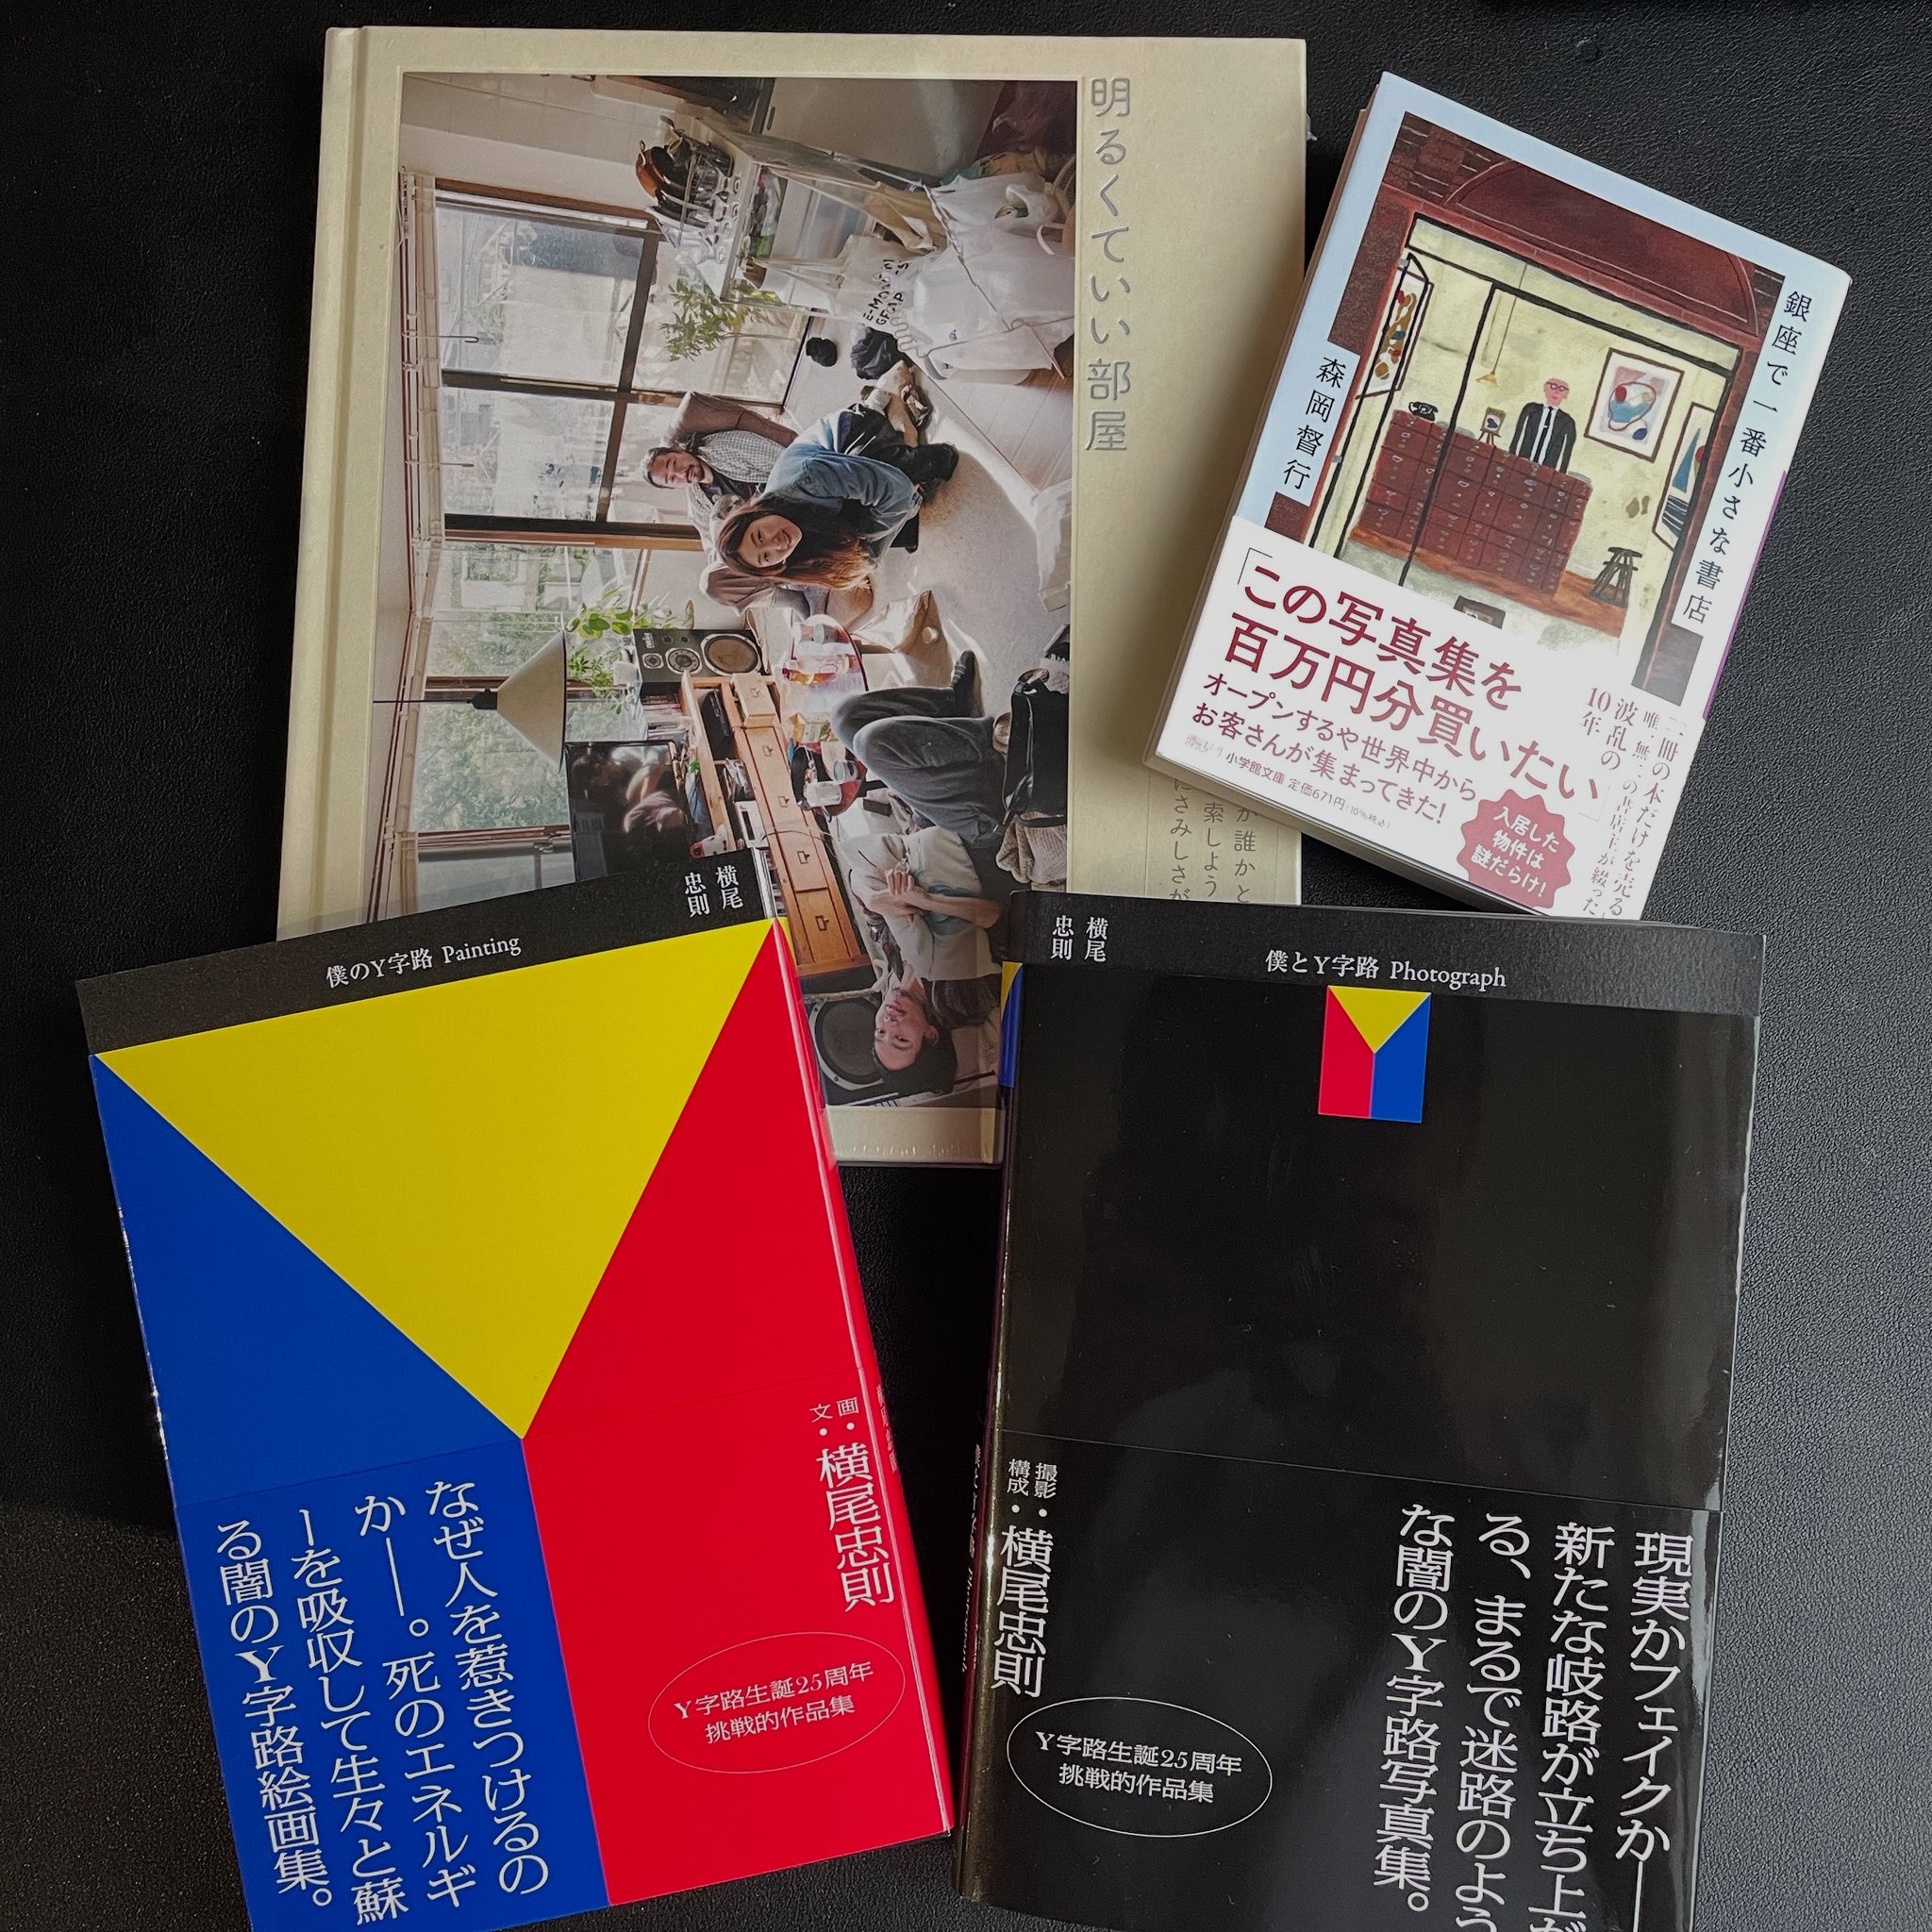 明るくていい部屋
が誰かと
索しよう
にさみしさが
銀座で一番小さな書店
森岡督行
「この写真集を
百万円分買いたい」
オープンするや世界中から
お客さんが集まってきた!
小学館文庫 定価671円(10%税込)
「一冊の本だけを売る」
唯一無二の書店主が綴った
波乱の
10年
入居した
物件は
謎だらけ!
横尾
忠則
僕のY字路 Painting
画・
文・
横尾忠則
なぜ人を惹きつけるの
か――。死のエネルギ
ーを吸収して生々と蘇
る闇のY字路絵画集。
Y字路生誕25周年
挑戦的作品集
横尾
忠則
僕とY字路 Photograph
撮影・
構成・
横尾忠則
現実かフェイクか――
新たな岐路が立ち上が
る、まるで迷路のよう
な闇のY字路写真集。
Y字路生誕25周年
挑戦的作品集